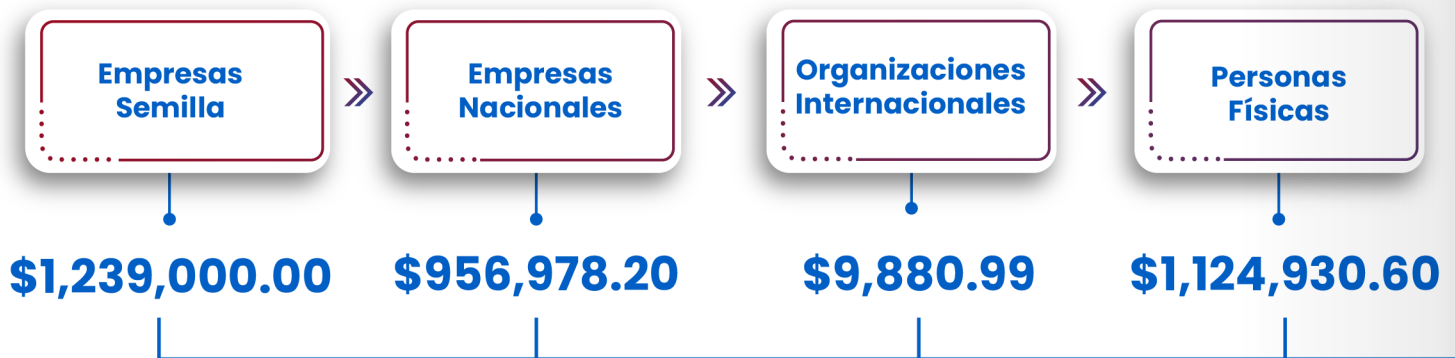 Empresas
Semilla
Empresas
Nacionales
Organizaciones
Internacionales
Personas
Físicas
$1,239,000.00
$956,978.20
$9,880.99
$1,124,930.60